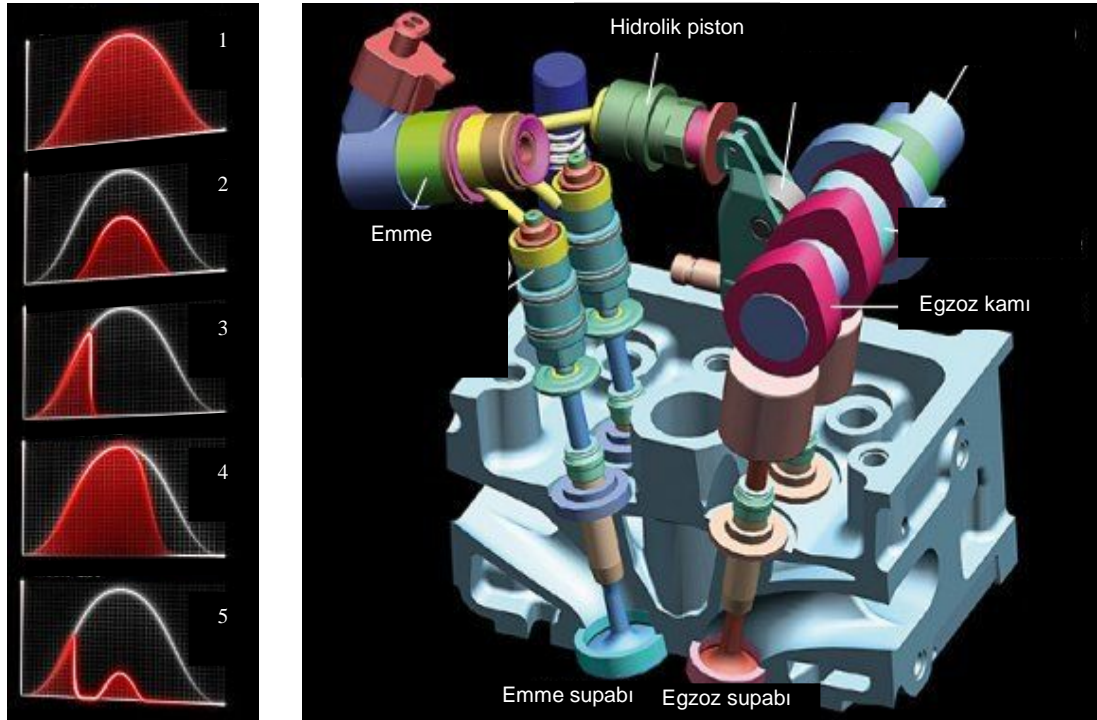 1
2
3
4
5
Hidrolik piston
Emme
Egzoz kamı
Emme supabı
Egzoz supabı